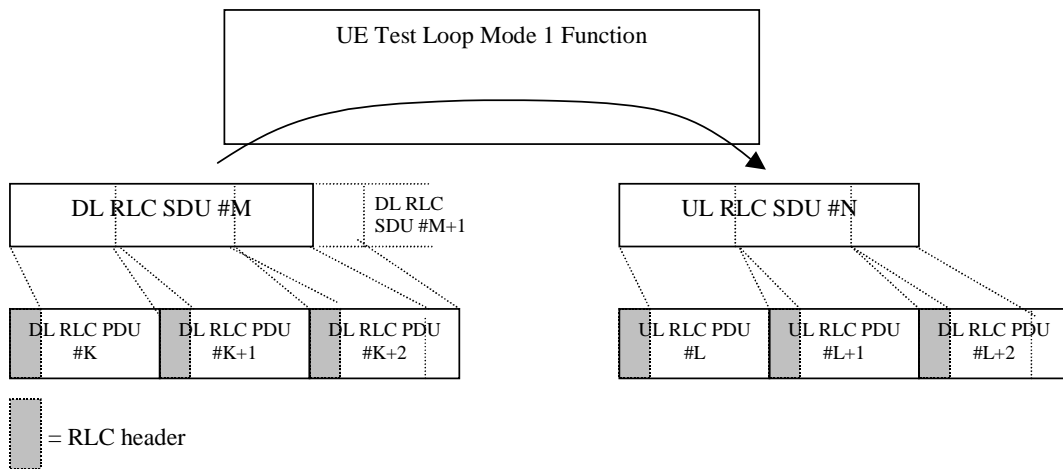 UE Test Loop Mode 1 Function
DL RLC SDU #M
DL RLC
SDU #M+1
UL RLC SDU #N
DL RLC PDU
#K
DL RLC PDU
#K+1
DL RLC PDU
#K+2
UL RLC PDU
#L
UL RLC PDU
#L+1
DL RLC PDU
#L+2
= RLC header